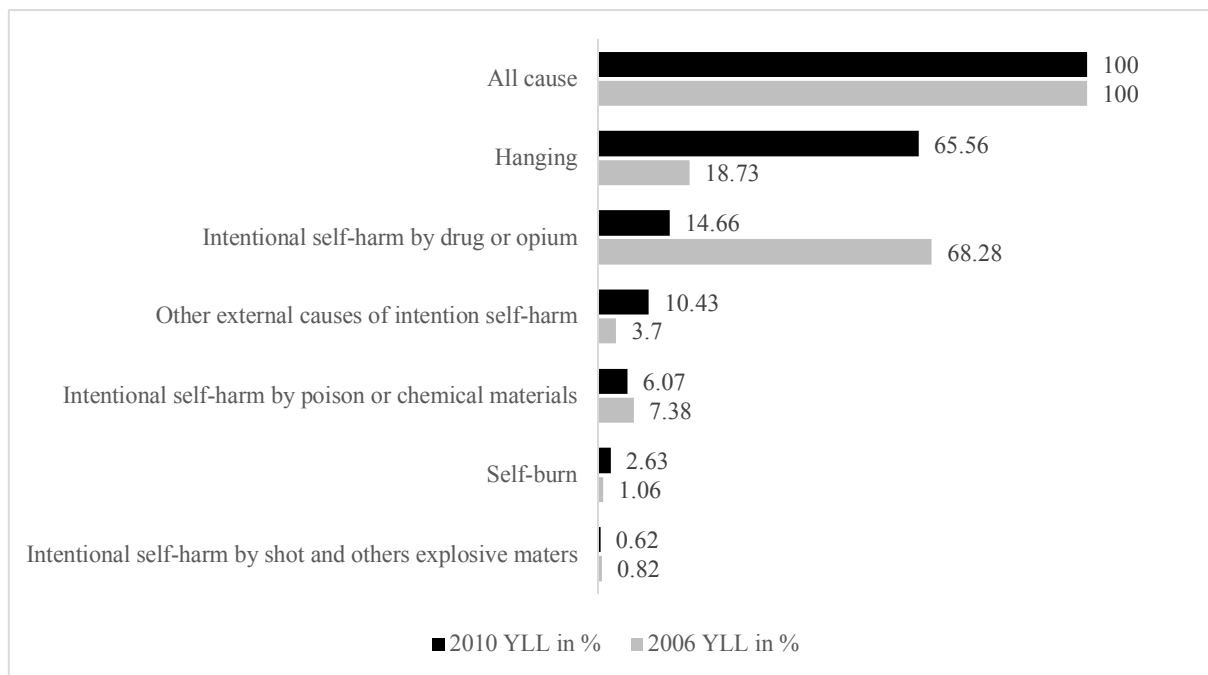 All cause
100
100
Hanging
65.56
18.73
Intentional self-harm by drug or opium
14.66
68.28
Other external causes of intention self-harm
10.43
3.7
Intentional self-harm by poison or chemical materials
6.07
7.38
Self-burn
2.63
1.06
Intentional self-harm by shot and others explosive maters
0.62
0.82
2010 YLL in % 2006 YLL in %